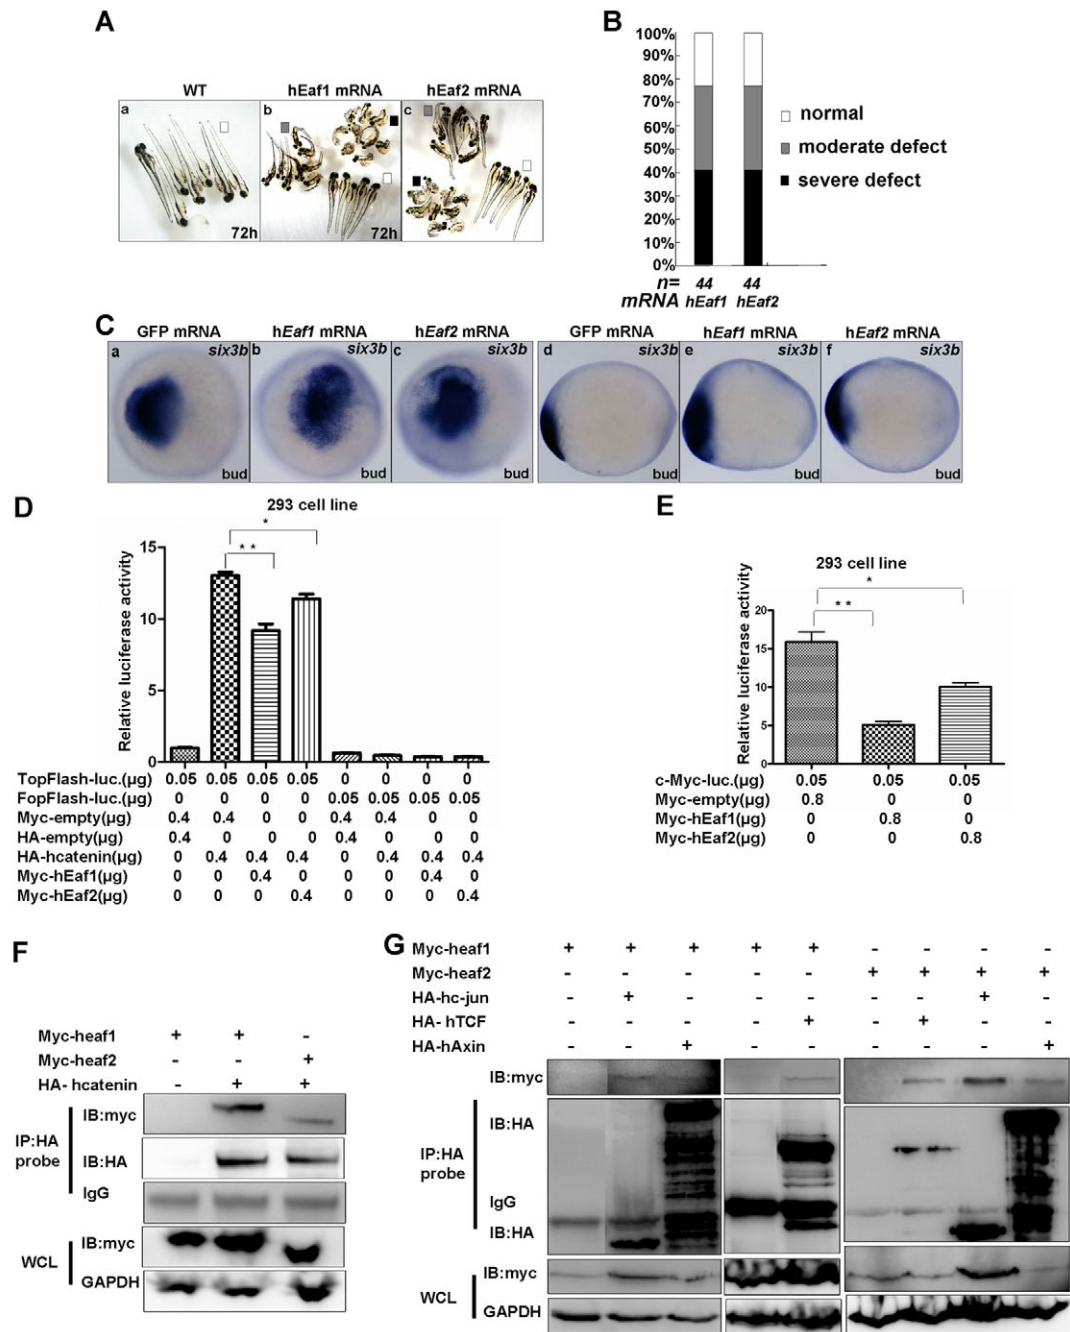 A
WT hEaf1 mRNA hEaf2 mRNA
a b c
72h 72h
B
100%
90%
80%
70%
60%
50%
40%
30%
20%
10%
0%
normal
moderate defect
severe defect
n= 44 44
mRNA hEaf1 hEaf2
C
GFP mRNA hEaf1 mRNA hEaf2 mRNA GFP mRNA hEaf1 mRNA hEaf2 mRNA
a six3b b six3b c six3b d six3b e six3b f six3b
bud bud bud bud bud bud
D
293 cell line
*
* *
Relative luciferase activity
15
10
5
0
TopFlash-luc.(µg) 0.05 0.05 0.05 0.05 0 0 0 0
FopFlash-luc.(µg) 0 0 0 0 0.05 0.05 0.05 0.05
Myc-empty(µg) 0.4 0.4 0 0 0.4 0.4 0 0
HA-empty(µg) 0.4 0 0 0 0.4 0 0 0
HA-hcatenin(µg) 0 0.4 0.4 0.4 0 0.4 0.4 0.4
Myc-hEaf1(µg) 0 0 0.4 0 0 0 0.4 0
Myc-hEaf2(µg) 0 0 0 0.4 0 0 0 0.4
E
293 cell line
*
* *
Relative luciferase activity
20
15
10
5
0
c-Myc-luc.(µg) 0.05 0.05 0.05
Myc-empty(µg) 0.8 0 0
Myc-hEaf1(µg) 0 0.8 0
Myc-hEaf2(µg) 0 0 0.8
F
Myc-heaf1 + + -
Myc-heaf2 - - +
HA- hcatenin - + +
IP:HA probe
IB:myc
IB:HA
IgG
WCL
IB:myc
GAPDH
G
Myc-heaf1 + + + + + - - - -
Myc-heaf2 - - - - - + + + +
HA-hc-jun - + - - - - - + -
HA- hTCF - - - - + - + - -
HA-hAxin - - + - - - - - +
IB:myc
IP:HA probe
IB:HA
IgG
IB:HA
WCL
IB:myc
GAPDH